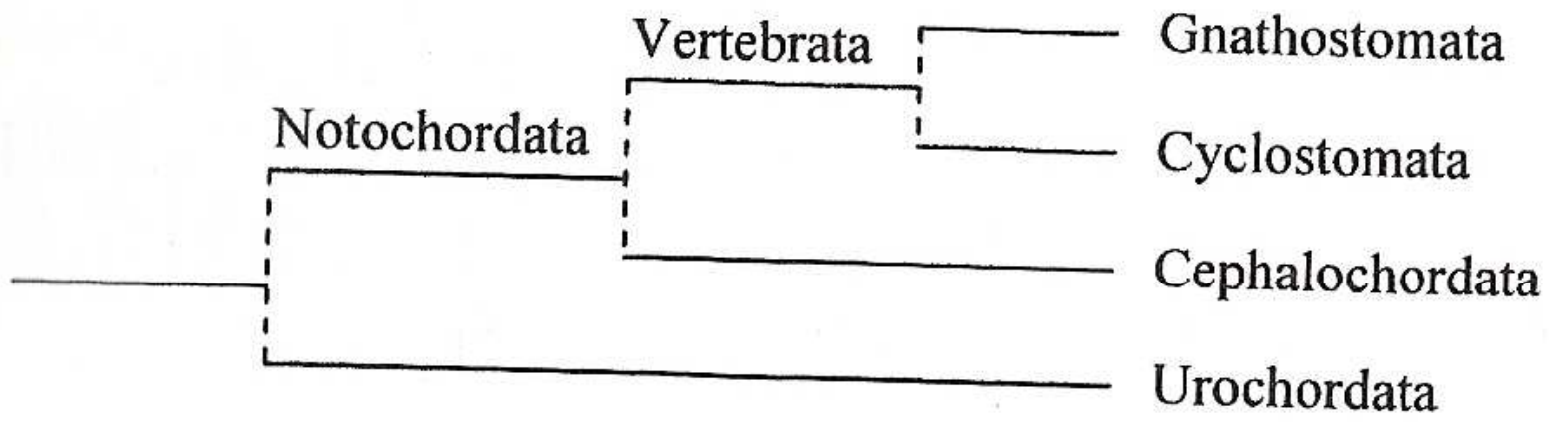 Vertebrata
Gnathostomata
Notochordata
Cyclostomata
Cephalochordata
Urochordata